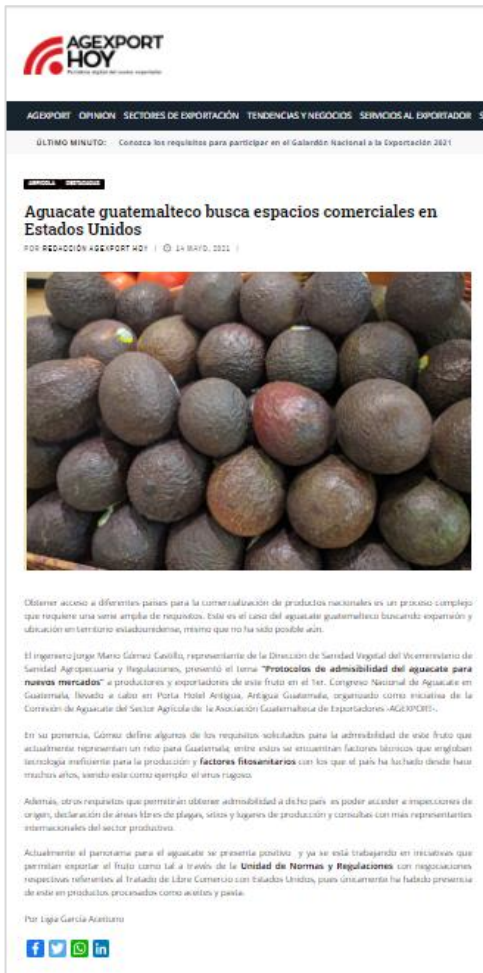 AGEXPORT
HOY
AGEXPORT OPINION SECTORES DE EXPORTACIÓN TENDENCIAS Y NEGOCIOS SERVICIOS AL EXPORTADOR S
ÚLTIMO MINUTO: Conozca los requisitos para participar en el Galardón Nacional a la Exportación 2021
AGRICOLA DESTACADAS
Aguacate guatemalteco busca espacios comerciales en
Estados Unidos
POR REDACCIÓN AGEXPORT HOY | 14 MAYO, 2021 |
Obtener acceso a diferentes países para la comercialización de productos nacionales es un proceso complejo
que requiere una serie amplia de requisitos. Este es el caso del aguacate guatemalteco buscando expansión y
ubicación en territorio estadounidense, mismo que no ha sido posible aún.
El ingeniero Jorge Mario Gómez Castillo, representante de la Dirección de Sanidad Vegetal del Viceministerio de
Sanidad Agropecuaria y Regulaciones, presentó el tema "Protocolos de admisibilidad del aguacate para
nuevos mercados" a productores y exportadores de este fruto en el 1er. Congreso Nacional de Aguacate en
Guatemala, llevado a cabo en Porta Hotel Antigua, Antigua Guatemala, organizado como iniciativa de la
Comisión de Aguacate del Sector Agrícola de la Asociación Guatemalteca de Exportadores -AGEXPORT-.
En su ponencia, Gómez define algunos de los requisitos solicitados para la admisibilidad de este fruto que
actualmente representan un reto para Guatemala, entre estos se encuentran factores técnicos que engloban
tecnología ineficiente para la producción y factores fitosanitarios con los que el país ha luchado desde hace
muchos años, siendo este como ejemplo el virus rugoso.
Además, otros requisitos que permitirán obtener admisibilidad a dicho país es poder acceder a inspecciones de
origen, declaración de áreas libres de plagas, sitios y lugares de producción y consultas con más representantes
internacionales del sector productivo.
Actualmente el panorama para el aguacate se presenta positivo y ya se está trabajando en iniciativas que
permitan exportar el fruto como tal a través de la Unidad de Normas y Regulaciones con negociaciones
respectivas referentes al Tratado de Libre Comercio con Estados Unidos, pues únicamente ha habido presencia
de este en productos procesados como aceites y pasta.
Por Ligia García Aceituno